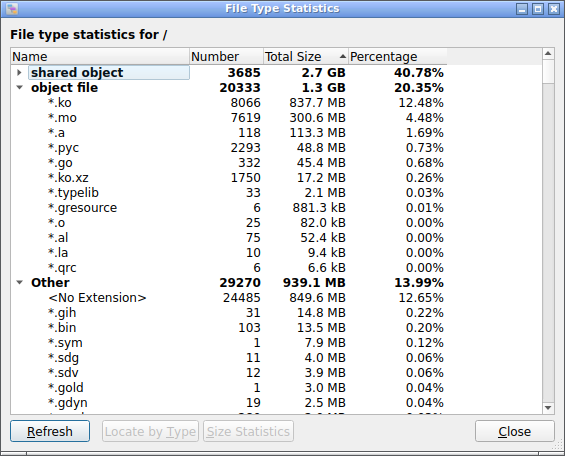 File Type Statistics
File type statistics for /
Name Number Total Size Percentage
shared object 3685 2.7 GB 40.78%
object file 20333 1.3 GB 20.35%
*.ko 8066 837.7 MB 12.48%
*.mo 7619 300.6 MB 4.48%
*.a 118 113.3 MB 1.69%
*.pyc 2293 48.8 MB 0.73%
*.go 332 45.4 MB 0.68%
*.ko.xz 1750 17.2 MB 0.26%
*.typelib 33 2.1 MB 0.03%
*.gresource 6 881.3 kB 0.01%
*.o 25 82.0 kB 0.00%
*.al 75 52.4 kB 0.00%
*.la 10 9.4 kB 0.00%
*.qrc 6 6.6 kB 0.00%
Other 29270 939.1 MB 13.99%
<No Extension> 24485 849.6 MB 12.65%
*.gih 31 14.8 MB 0.22%
*.bin 103 13.5 MB 0.20%
*.sym 1 7.9 MB 0.12%
*.sdg 11 4.0 MB 0.06%
*.sdv 12 3.9 MB 0.06%
*.gold 1 3.0 MB 0.04%
*.gdyn 19 2.5 MB 0.04%
Refresh Locate by Type Size Statistics Close